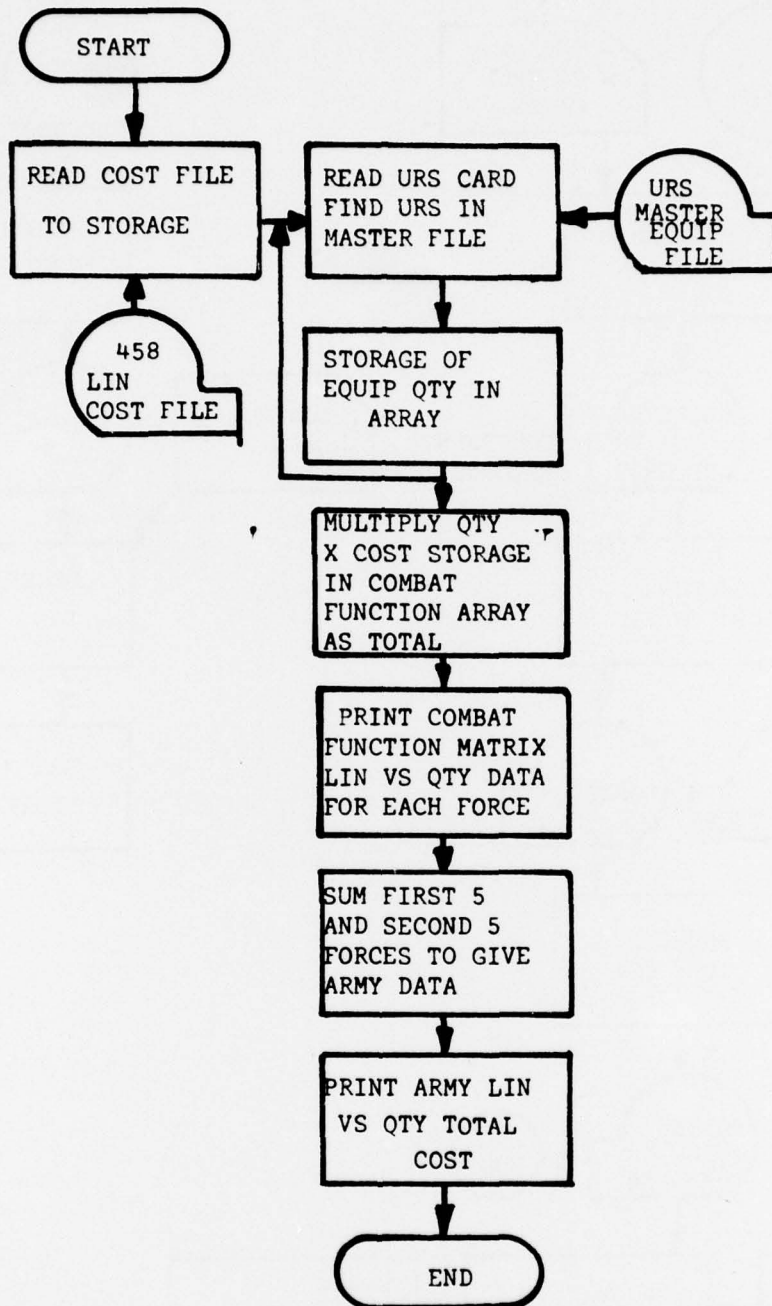 START
READ COST FILE
TO STORAGE
READ URS CARD
FIND URS IN
MASTER FILE
URS
MASTER
EQUIP
FILE
458
LIN
COST FILE
STORAGE OF
EQUIP QTY IN
ARRAY
MULTIPLY QTY
X COST STORAGE
IN COMBAT
FUNCTION ARRAY
AS TOTAL
PRINT COMBAT
FUNCTION MATRIX
LIN VS QTY DATA
FOR EACH FORCE
SUM FIRST 5
AND SECOND 5
FORCES TO GIVE
ARMY DATA
PRINT ARMY LIN
VS QTY TOTAL
COST
END